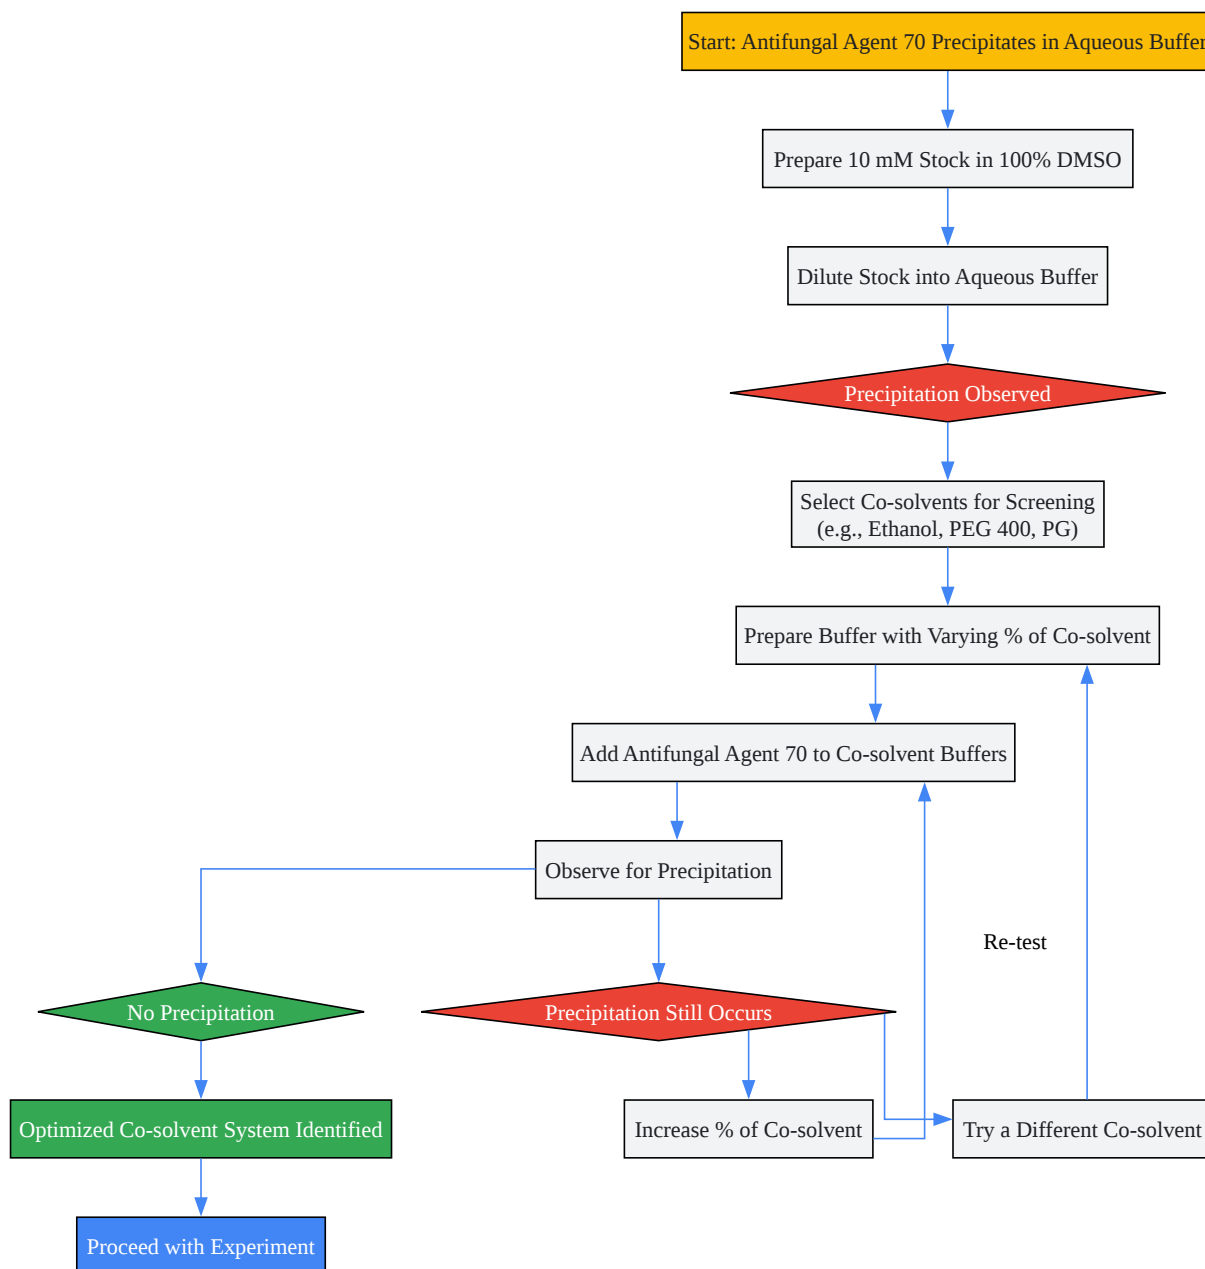 Start: Antifungal Agent 70 Precipitates in Aqueous Buffer
Prepare 10 mM Stock in 100% DMSO
Dilute Stock into Aqueous Buffer
Precipitation Observed
Select Co-solvents for Screening
(e.g., Ethanol, PEG 400, PG)
Prepare Buffer with Varying % of Co-solvent
Add Antifungal Agent 70 to Co-solvent Buffers
Observe for Precipitation
Re-test
No Precipitation
Precipitation Still Occurs
Optimized Co-solvent System Identified
Increase % of Co-solvent
Try a Different Co-solvent
Proceed with Experiment